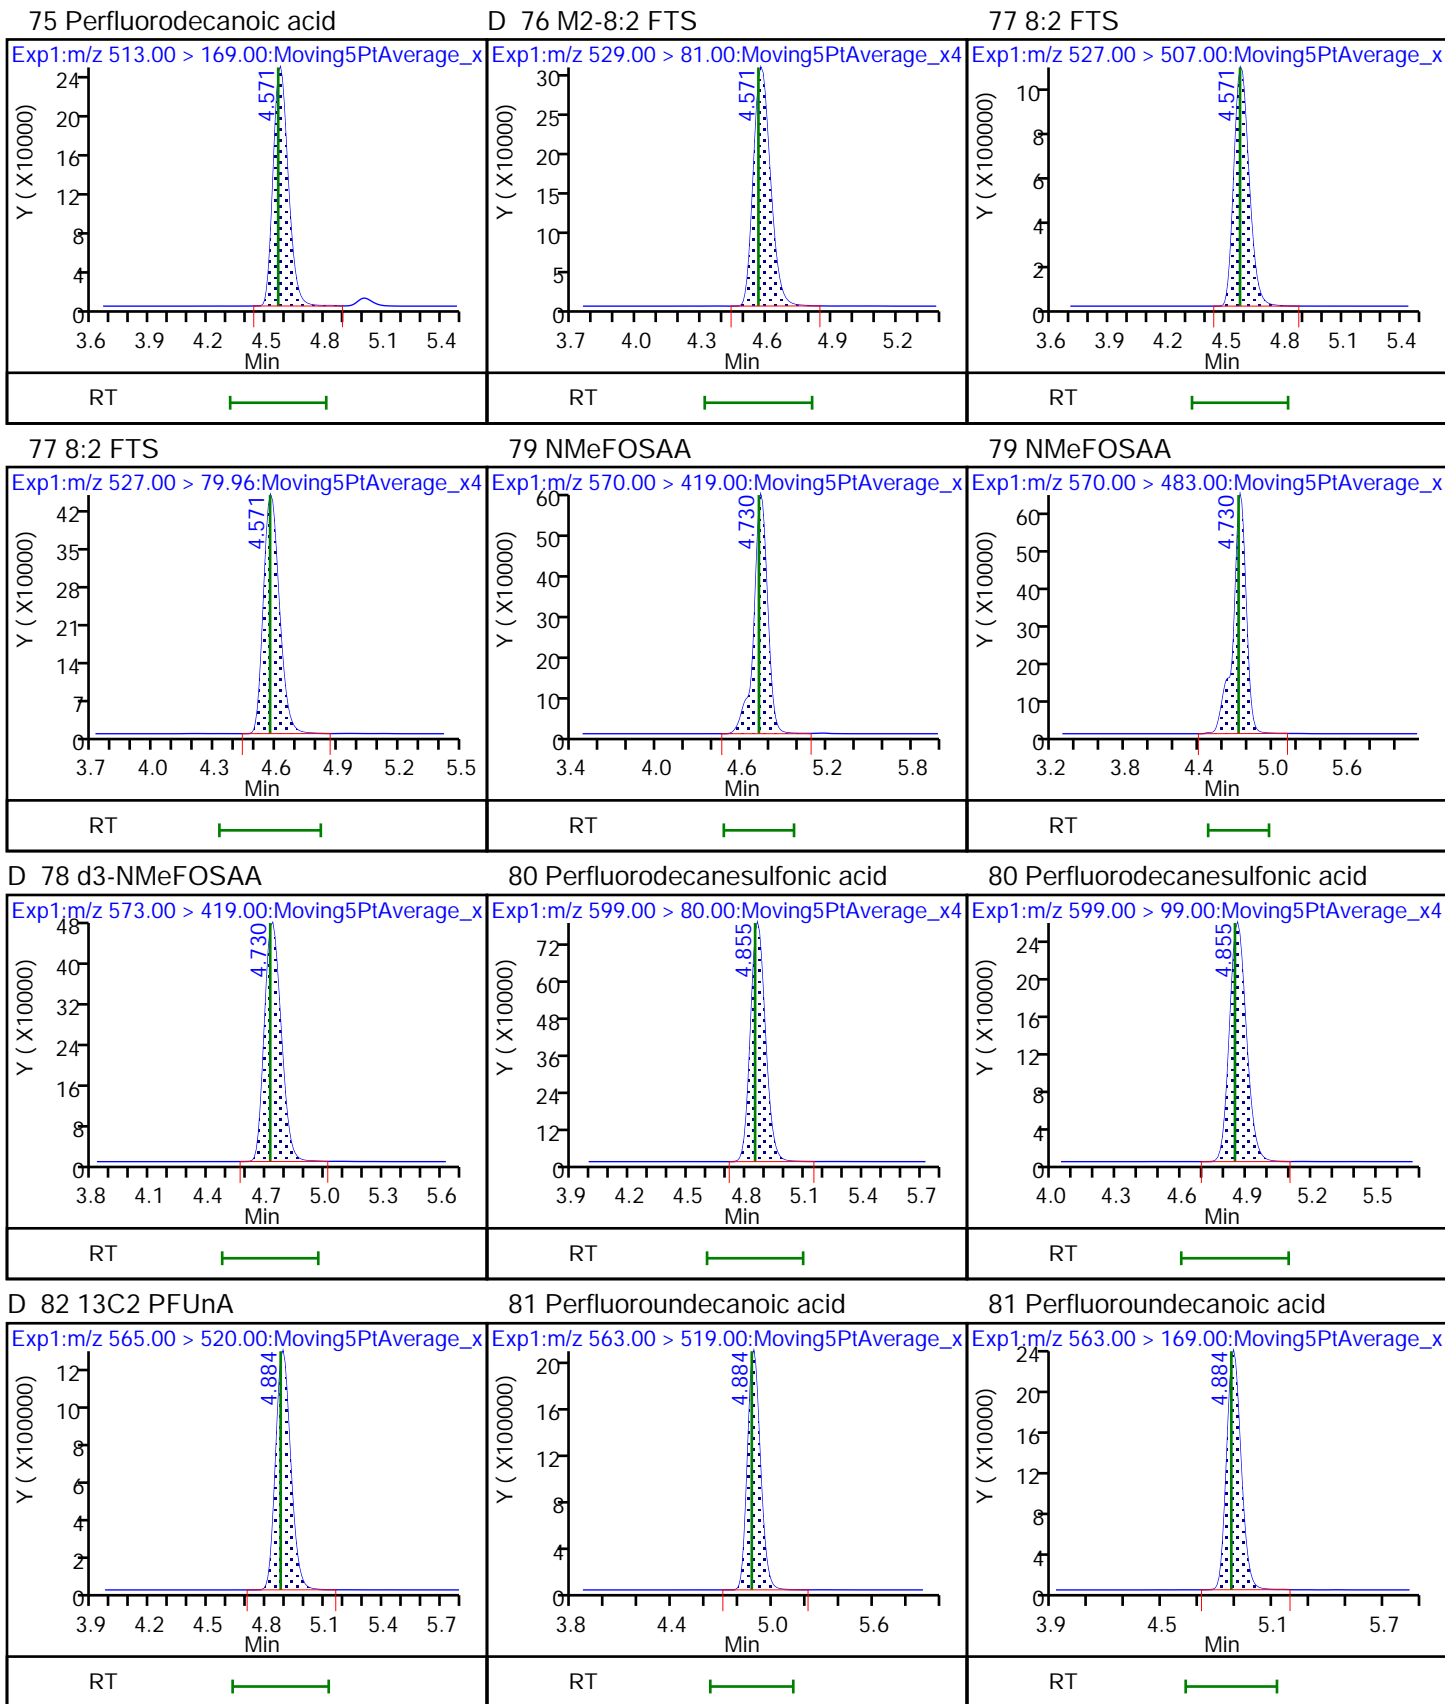 75 Perfluorodecanoic acid
Exp1:m/z 513.00 > 169.00:Moving5PtAverage_x
4.571
Y ( X10000)
24
20
16
12
8
4
0
3.6 3.9 4.2 4.5 4.8 5.1 5.4
Min
RT
D 76 M2-8:2 FTS
Exp1:m/z 529.00 > 81.00:Moving5PtAverage_x4
4.571
Y ( X10000)
30
25
20
15
10
5
0
3.7 4.0 4.3 4.6 4.9 5.2
Min
RT
77 8:2 FTS
Exp1:m/z 527.00 > 507.00:Moving5PtAverage_x
4.571
Y ( X100000)
10
8
6
4
2
0
3.6 3.9 4.2 4.5 4.8 5.1 5.4
Min
RT
77 8:2 FTS
Exp1:m/z 527.00 > 79.96:Moving5PtAverage_x4
4.571
Y ( X10000)
42
35
28
21
14
7
0
3.7 4.0 4.3 4.6 4.9 5.2 5.5
Min
RT
79 NMeFOSAA
Exp1:m/z 570.00 > 419.00:Moving5PtAverage_x
4.730
Y ( X10000)
60
50
40
30
20
10
0
3.4 4.0 4.6 5.2 5.8
Min
RT
79 NMeFOSAA
Exp1:m/z 570.00 > 483.00:Moving5PtAverage_x
4.730
Y ( X10000)
60
50
40
30
20
10
0
3.2 3.8 4.4 5.0 5.6
Min
RT
D 78 d3-NMeFOSAA
Exp1:m/z 573.00 > 419.00:Moving5PtAverage_x
4.730
Y ( X10000)
48
40
32
24
16
8
0
3.8 4.1 4.4 4.7 5.0 5.3 5.6
Min
RT
80 Perfluorodecanesulfonic acid
Exp1:m/z 599.00 > 80.00:Moving5PtAverage_x4
4.855
Y ( X10000)
72
60
48
36
24
12
0
3.9 4.2 4.5 4.8 5.1 5.4 5.7
Min
RT
80 Perfluorodecanesulfonic acid
Exp1:m/z 599.00 > 99.00:Moving5PtAverage_x4
4.855
Y ( X10000)
24
20
16
12
8
4
0
4.0 4.3 4.6 4.9 5.2 5.5
Min
RT
D 82 13C2 PFUnA
Exp1:m/z 565.00 > 520.00:Moving5PtAverage_x
4.884
Y ( X100000)
12
10
8
6
4
2
0
3.9 4.2 4.5 4.8 5.1 5.4 5.7
Min
RT
81 Perfluoroundecanoic acid
Exp1:m/z 563.00 > 519.00:Moving5PtAverage_x
4.884
Y ( X100000)
20
16
12
8
4
0
3.8 4.4 5.0 5.6
Min
RT
81 Perfluoroundecanoic acid
Exp1:m/z 563.00 > 169.00:Moving5PtAverage_x
4.884
Y ( X10000)
24
20
16
12
8
4
0
3.9 4.5 5.1 5.7
Min
RT